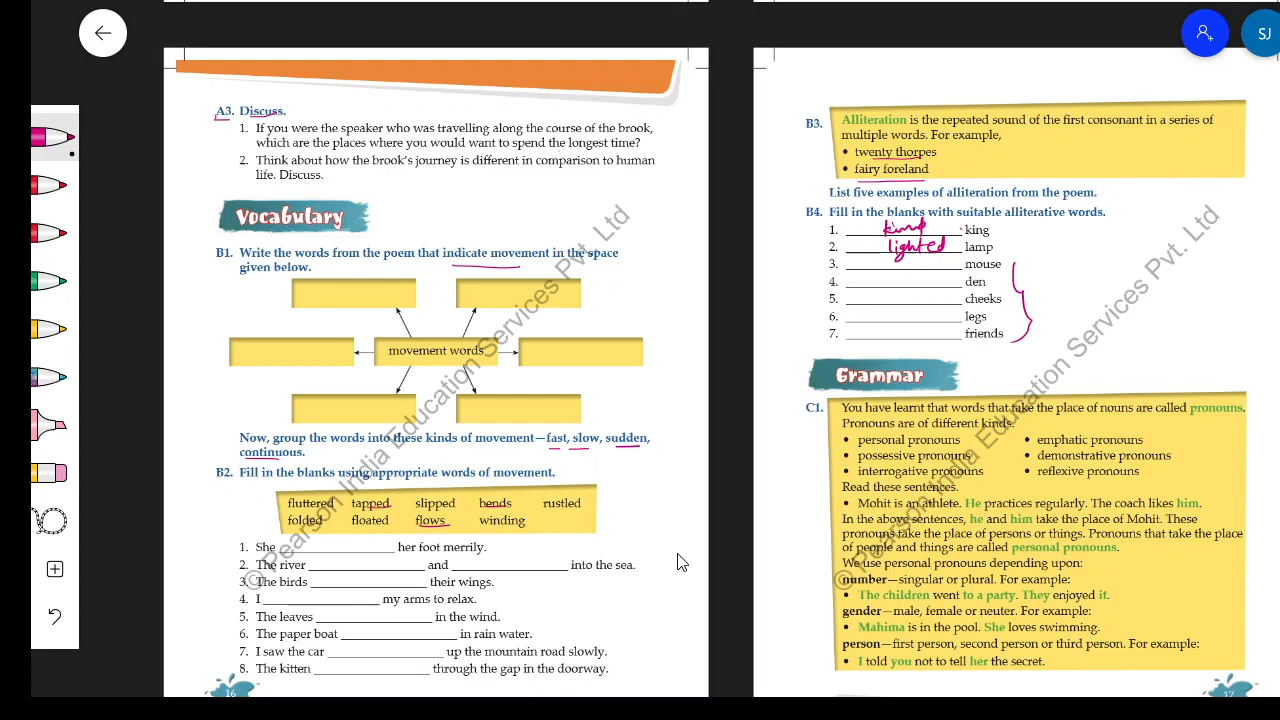 SJ
A3. Discuss.
1. If you were the speaker who was travelling along the course of the brook,
which are the places where you would want to spend the longest time?
2. Think about how the brook's journey is different in comparison to human
life. Discuss.
Vocabulary
B1. Write the words from the poem that indicate movement in the space
given below.
movement words
Now, group the words into these kinds of movement—fast, slow, sudden,
continuous.
B2. Fill in the blanks using appropriate words of movement.
fluttered tapped slipped bends rustled
folded floated flows winding
1. She ____________________ her foot merrily.
2. The river ____________________ and ____________________ into the sea.
3. The birds ____________________ their wings.
4. I ____________________ my arms to relax.
5. The leaves ____________________ in the wind.
6. The paper boat ____________________ in rain water.
7. I saw the car ____________________ up the mountain road slowly.
8. The kitten ____________________ through the gap in the doorway.
16
© Pearson India Education Services Pvt. Ltd
B3. Alliteration is the repeated sound of the first consonant in a series of
multiple words. For example,
• twenty thorpes
• fairy foreland
List five examples of alliteration from the poem.
B4. Fill in the blanks with suitable alliterative words.
1. kind king
2. lighted lamp
3. ____________________ mouse
4. ____________________ den
5. ____________________ cheeks
6. ____________________ legs
7. ____________________ friends
Grammar
C1. You have learnt that words that take the place of nouns are called pronouns.
Pronouns are of different kinds.
• personal pronouns • emphatic pronouns
• possessive pronouns • demonstrative pronouns
• interrogative pronouns • reflexive pronouns
Read these sentences.
• Mohit is an athlete. He practices regularly. The coach likes him.
In the above sentences, he and him take the place of Mohit. These
pronouns take the place of persons or things. Pronouns that take the place
of people and things are called personal pronouns.
We use personal pronouns depending upon:
number—singular or plural. For example:
• The children went to a party. They enjoyed it.
gender—male, female or neuter. For example:
• Mahima is in the pool. She loves swimming.
person—first person, second person or third person. For example:
• I told you not to tell her the secret.
17
© Pearson India Education Services Pvt. Ltd